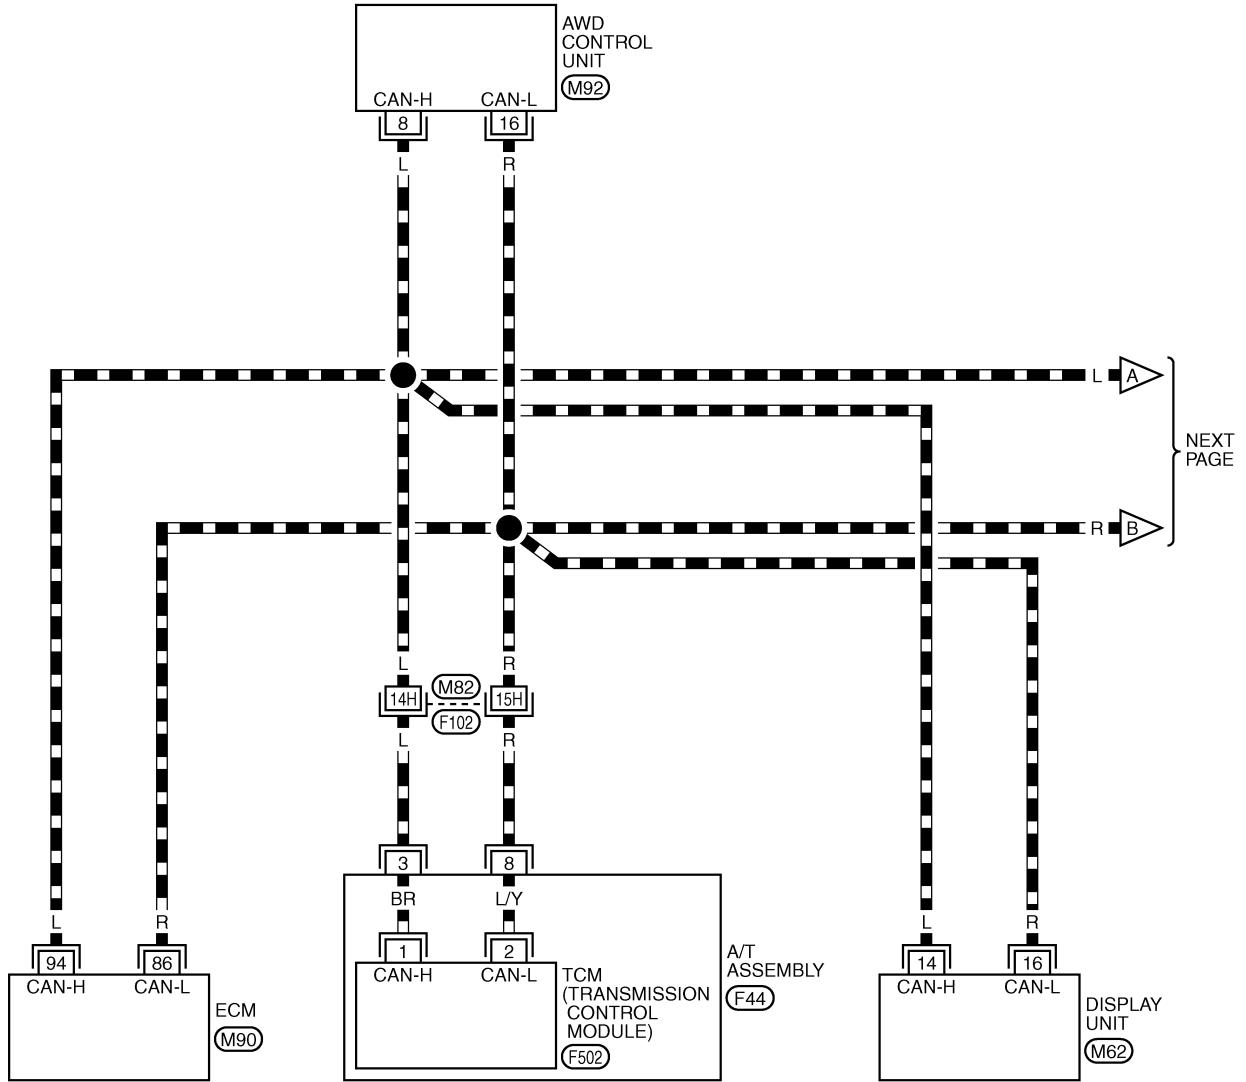 AWD
CONTROL
UNIT
M92
CAN-H CAN-L
8 16
L R
L A
NEXT
PAGE
R B
L R
14H M82 15H
F102
L R
3 8
BR L/Y
L R L R
94 86 1 2 14 16
CAN-H CAN-L CAN-H CAN-L CAN-H CAN-L
ECM
M90
TCM
(TRANSMISSION
CONTROL
MODULE)
F502
A/T
ASSEMBLY
F44
DISPLAY
UNIT
M62